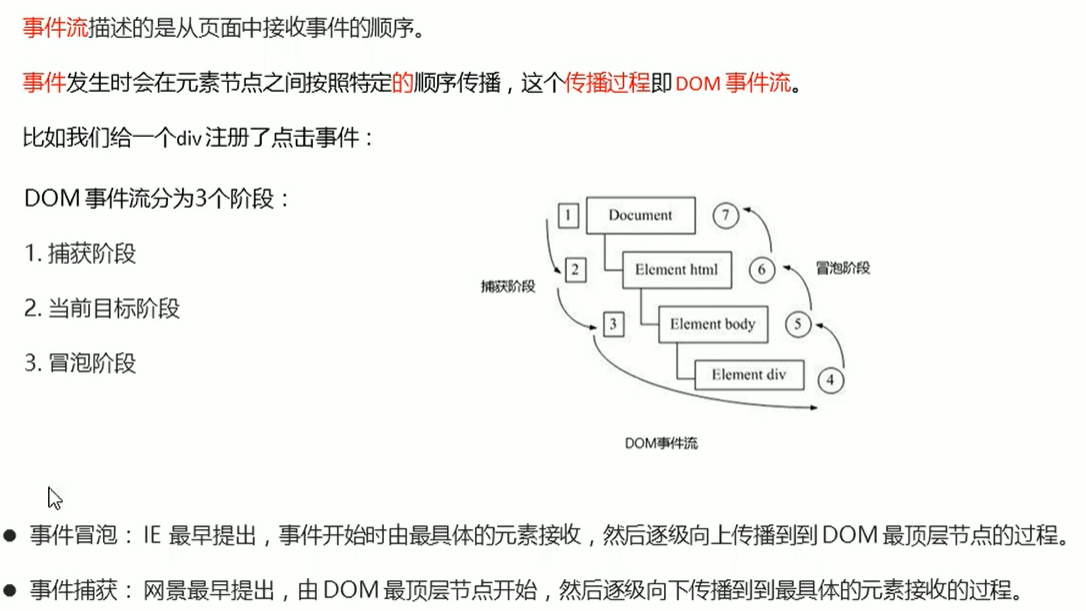 事件流描述的是从页面中接收事件的顺序。
事件发生时会在元素节点之间按照特定的顺序传播，这个传播过程即 DOM 事件流。
比如我们给一个div 注册了点击事件：
DOM 事件流分为3个阶段：
1. 捕获阶段
2. 当前目标阶段
3. 冒泡阶段
1 Document 7
2 Element html 6 冒泡阶段
捕获阶段
3 Element body 5
Element div 4
DOM事件流
● 事件冒泡： IE 最早提出，事件开始时由最具体的元素接收，然后逐级向上传播到到 DOM 最顶层节点的过程。
● 事件捕获： 网景最早提出，由 DOM 最顶层节点开始，然后逐级向下传播到到最具体的元素接收的过程。